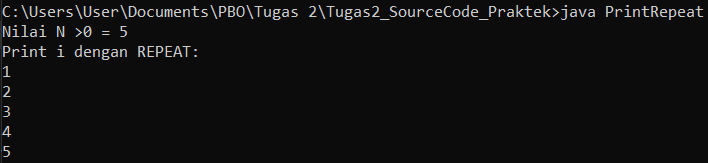 C:\Users\User\Documents\PBO\Tugas 2\Tugas2_SourceCode_Praktek>java PrintRepeat
Nilai N >0 = 5
Print i dengan REPEAT:
1
2
3
4
5